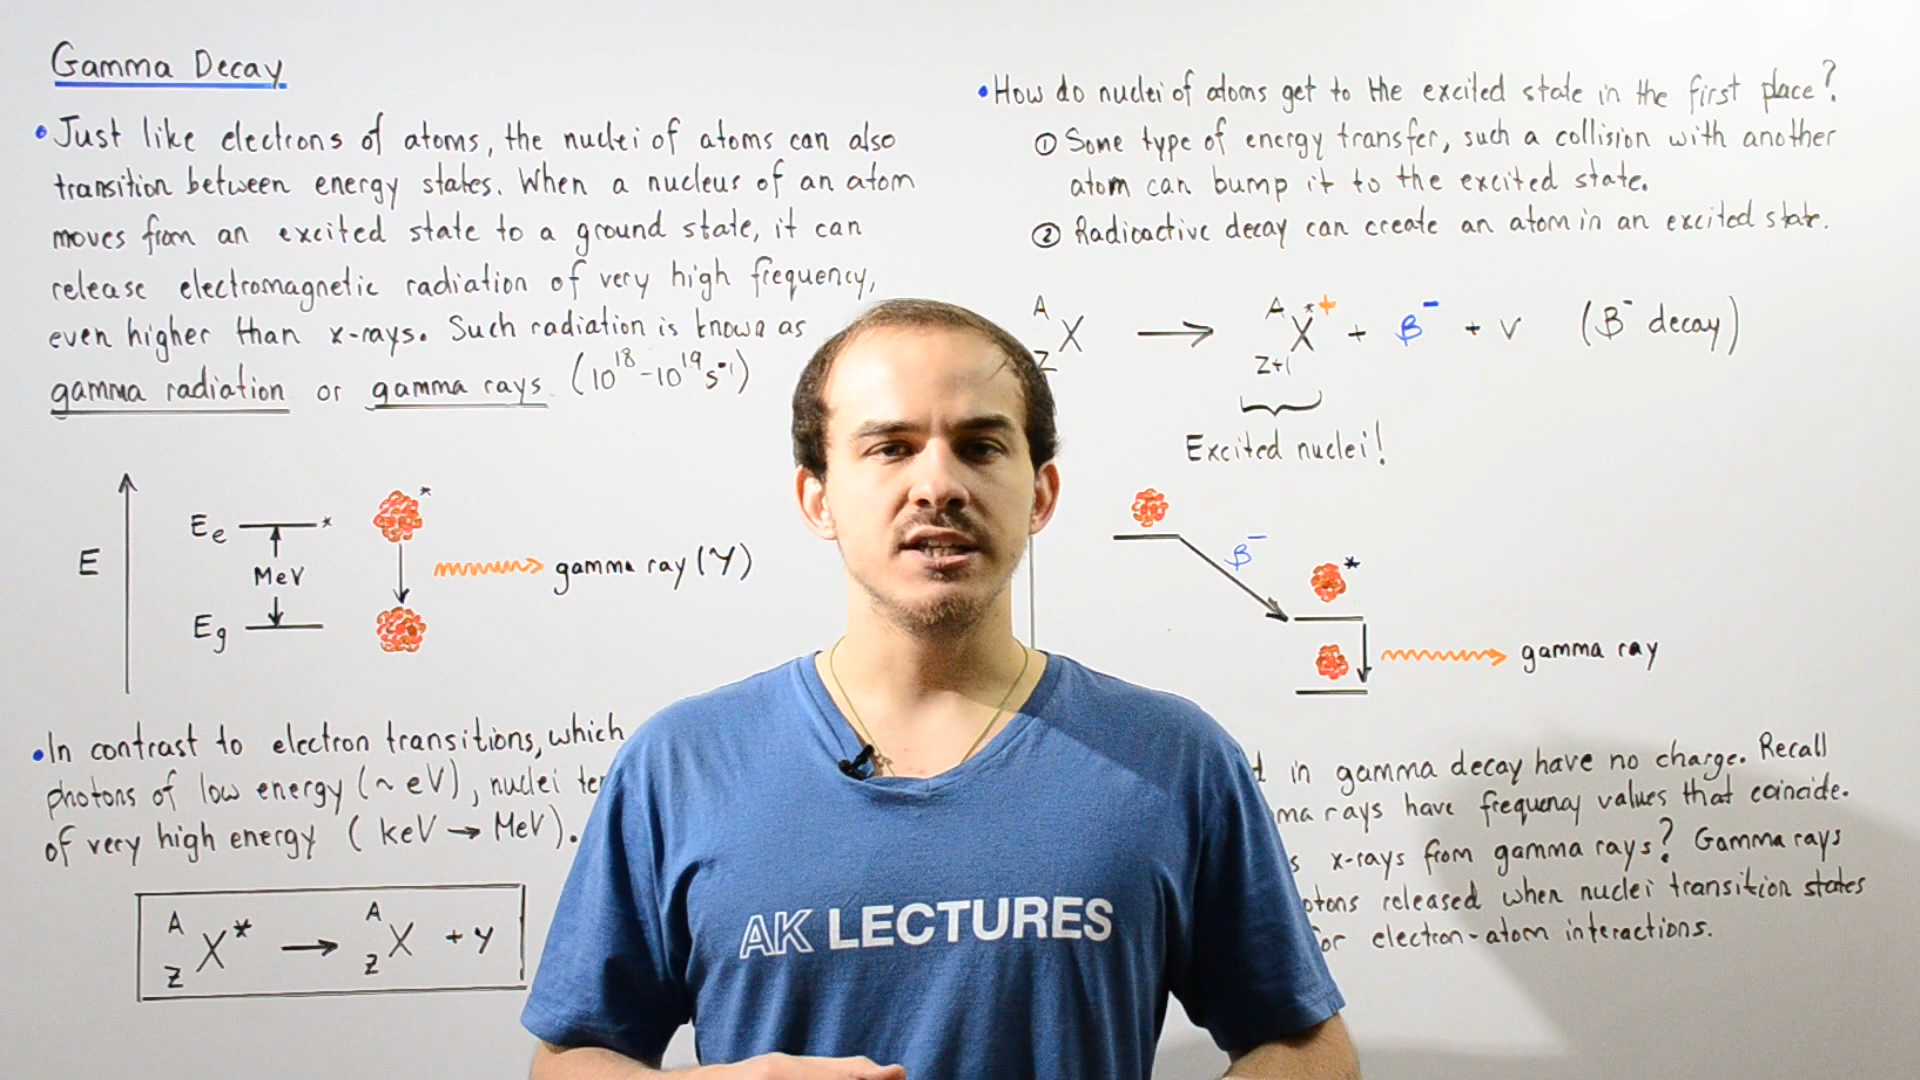 Gamma Decay
• Just like electrons of atoms, the nuclei of atoms can also
transition between energy states. When a nucleus of an atom
moves from an excited state to a ground state, it can
release electromagnetic radiation of very high frequency,
even higher than x-rays. Such radiation is known as
gamma radiation or gamma rays (10¹⁸-10¹⁹s⁻¹)
E
Ee *
MeV
Eg
*
gamma ray (γ)
• In contrast to electron transitions, which
photons of low energy (~eV), nuclei
of very high energy (keV → MeV).
A Z X* → A Z X + γ
• How do nuclei of atoms get to the excited state in the first place?
① Some type of energy transfer, such a collision with another
atom can bump it to the excited state.
② Radioactive decay can create an atom in an excited state.
A Z X → A Z+1 X*+ + β⁻ + ν (β⁻ decay)
Excited nuclei!
β⁻
*
gamma ray
in gamma decay have no charge. Recall
rays have frequency values that coincide.
x-rays from gamma rays? Gamma rays
released when nuclei transition states
electron-atom interactions.
AK LECTURES